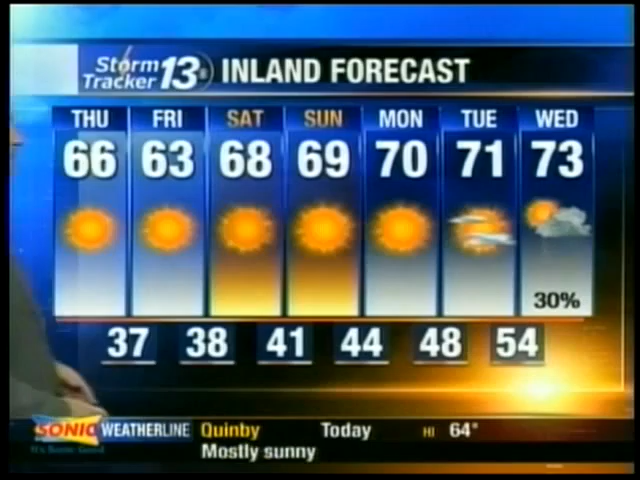 Storm Tracker 13 INLAND FORECAST
THU FRI SAT SUN MON TUE WED
66 63 68 69 70 71 73
30%
37 38 41 44 48 54
SONIC WEATHERLINE Quinby Today HI 64°
Mostly sunny